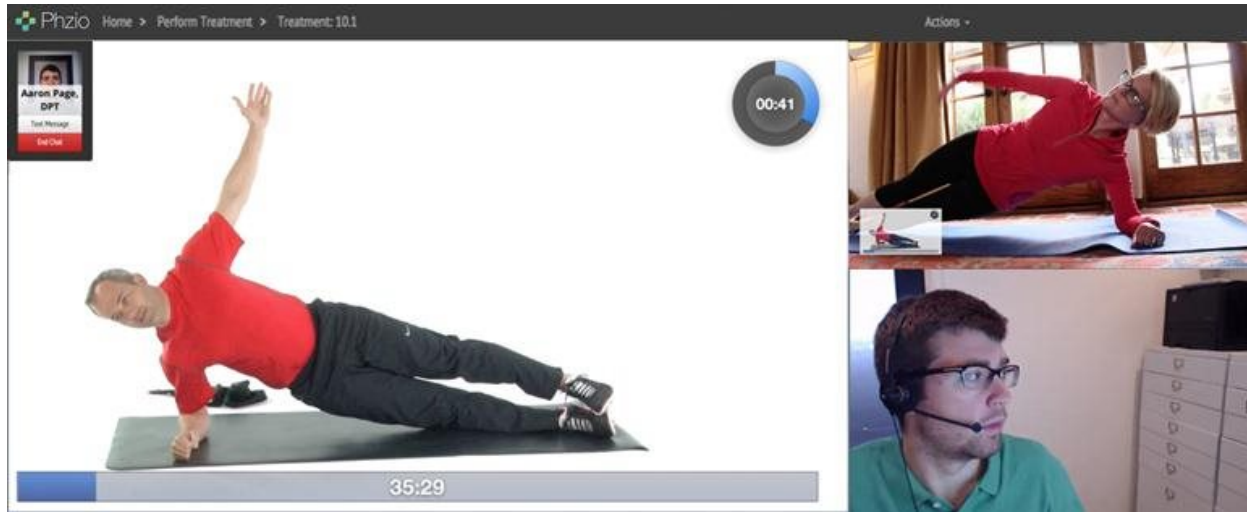 Phzio Home > Perform Treatment > Treatment: 10.1 Actions
Aaron Page,
DPT
Text Message
End Chat
00:41
35:29